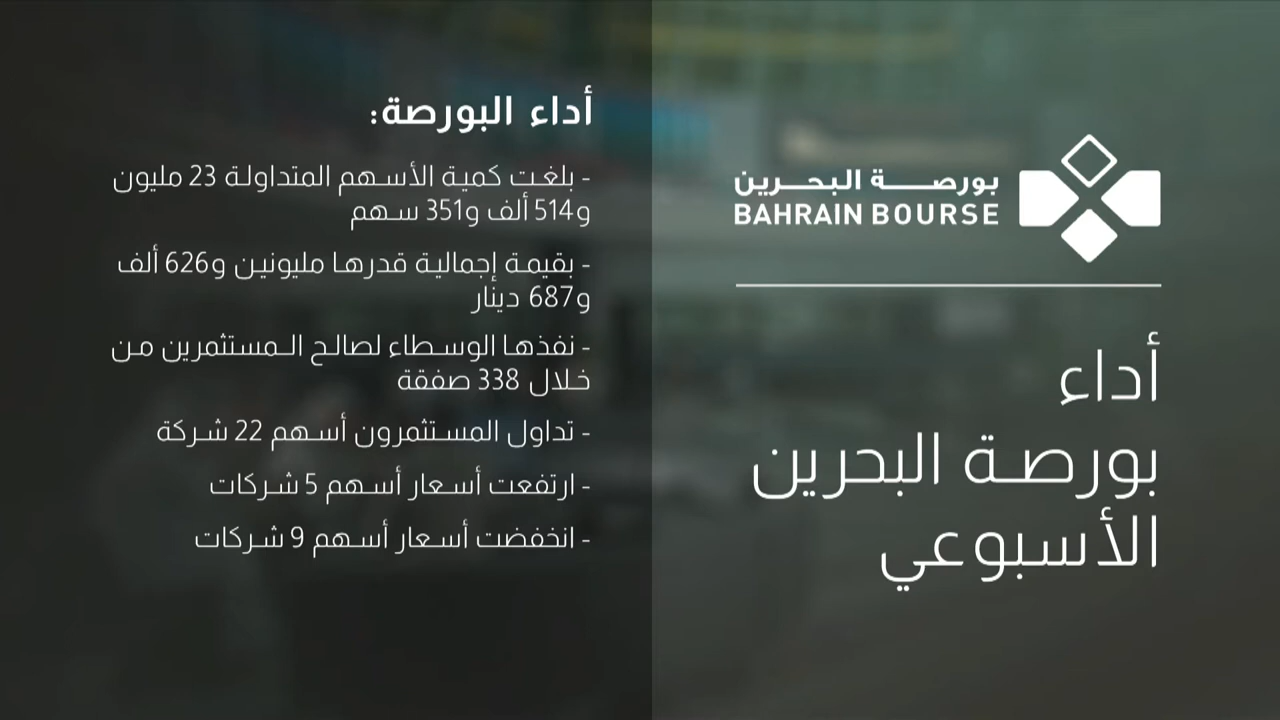 بورصة البحرين
BAHRAIN BOURSE
أداء
بورصة البحرين
الأسبوعي
أداء البورصة:
- بلغت كمية الأسهم المتداولة 23 مليون
و514 ألف و351 سهم
- بقيمة إجمالية قدرها مليونين و626 ألف
و687 دينار
- نفذها الوسطاء لصالح المستثمرين من
خلال 338 صفقة
- تداول المستثمرون أسهم 22 شركة
- ارتفعت أسعار أسهم 5 شركات
- انخفضت أسعار أسهم 9 شركات